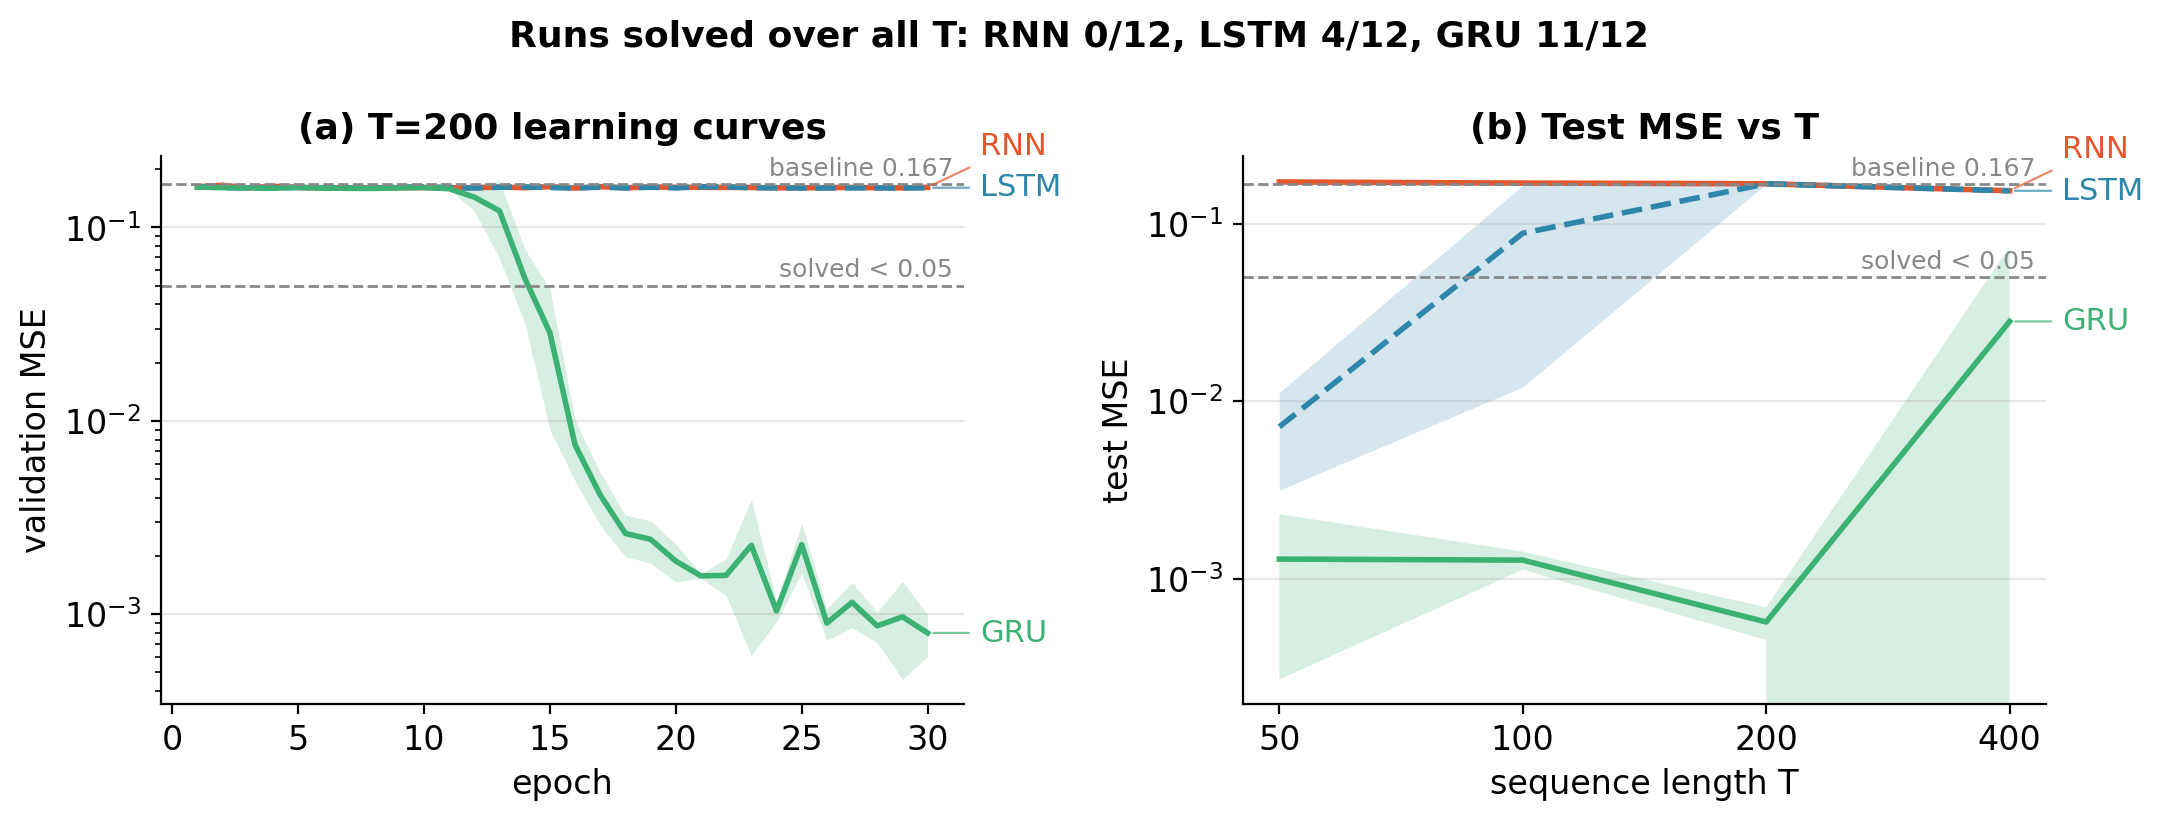 Runs solved over all T: RNN 0/12, LSTM 4/12, GRU 11/12
(a) T=200 learning curves
baseline 0.167
RNN
LSTM
solved < 0.05
GRU
validation MSE
10⁻¹
10⁻²
10⁻³
0 5 10 15 20 25 30
epoch
(b) Test MSE vs T
baseline 0.167
RNN
LSTM
solved < 0.05
GRU
test MSE
10⁻¹
10⁻²
10⁻³
50 100 200 400
sequence length T